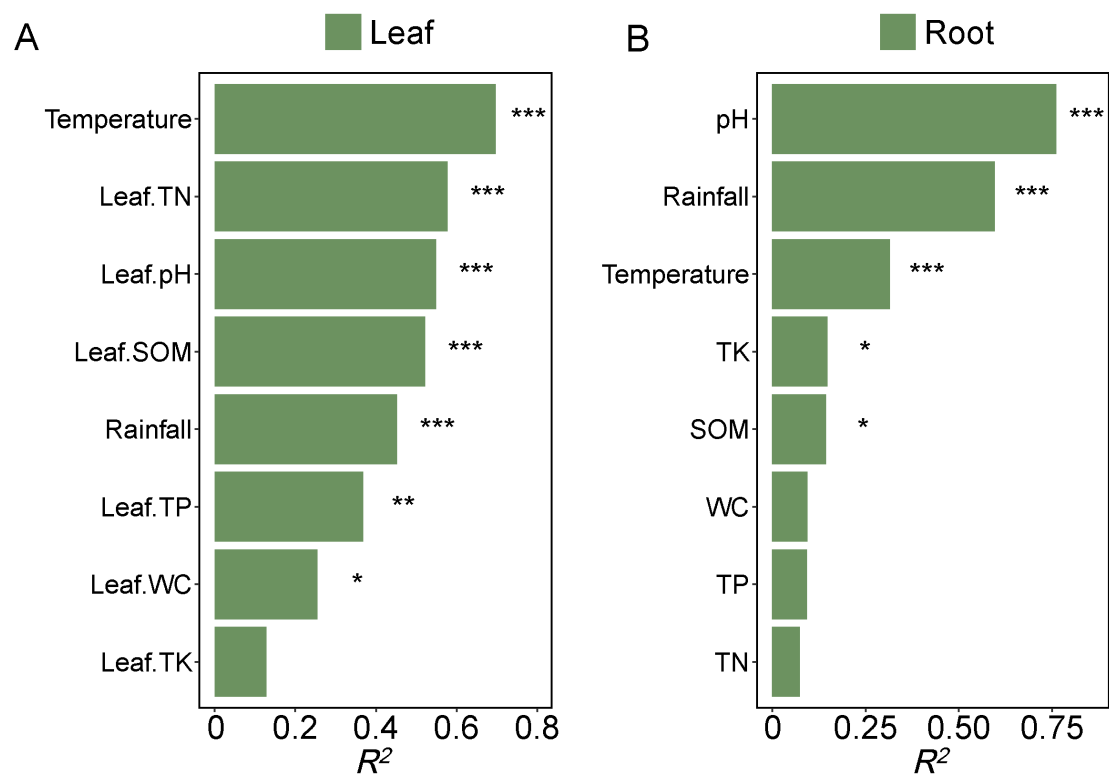 A
Leaf
Temperature ***
Leaf.TN ***
Leaf.pH ***
Leaf.SOM ***
Rainfall ***
Leaf.TP **
Leaf.WC *
Leaf.TK
0 0.2 0.4 0.6 0.8
R²
B
Root
pH ***
Rainfall ***
Temperature ***
TK *
SOM *
WC
TP
TN
0 0.25 0.50 0.75
R²